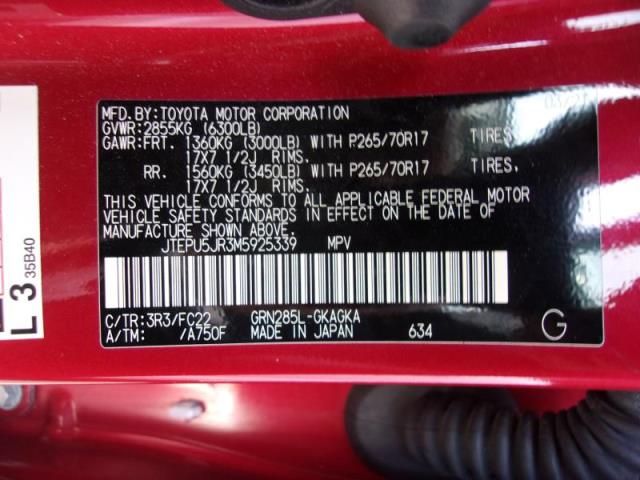 03/21
MFD.BY:TOYOTA MOTOR CORPORATION
GVWR:2855KG (6300LB)
GAWR:FRT. 1360KG (3000LB) WITH P265/70R17 TIRES.
17X7 1/2J RIMS.
RR. 1560KG (3450LB) WITH P265/70R17 TIRES.
17X7 1/2J RIMS.
THIS VEHICLE CONFORMS TO ALL APPLICABLE FEDERAL MOTOR
VEHICLE SAFETY STANDARDS IN EFFECT ON THE DATE OF
MANUFACTURE SHOWN ABOVE.
JTEPU5JR3M5925339 MPV
C/TR:3R3/FC22 GRN285L-GKAGKA
A/TM: /A750F MADE IN JAPAN 634 G
L 3 35B40